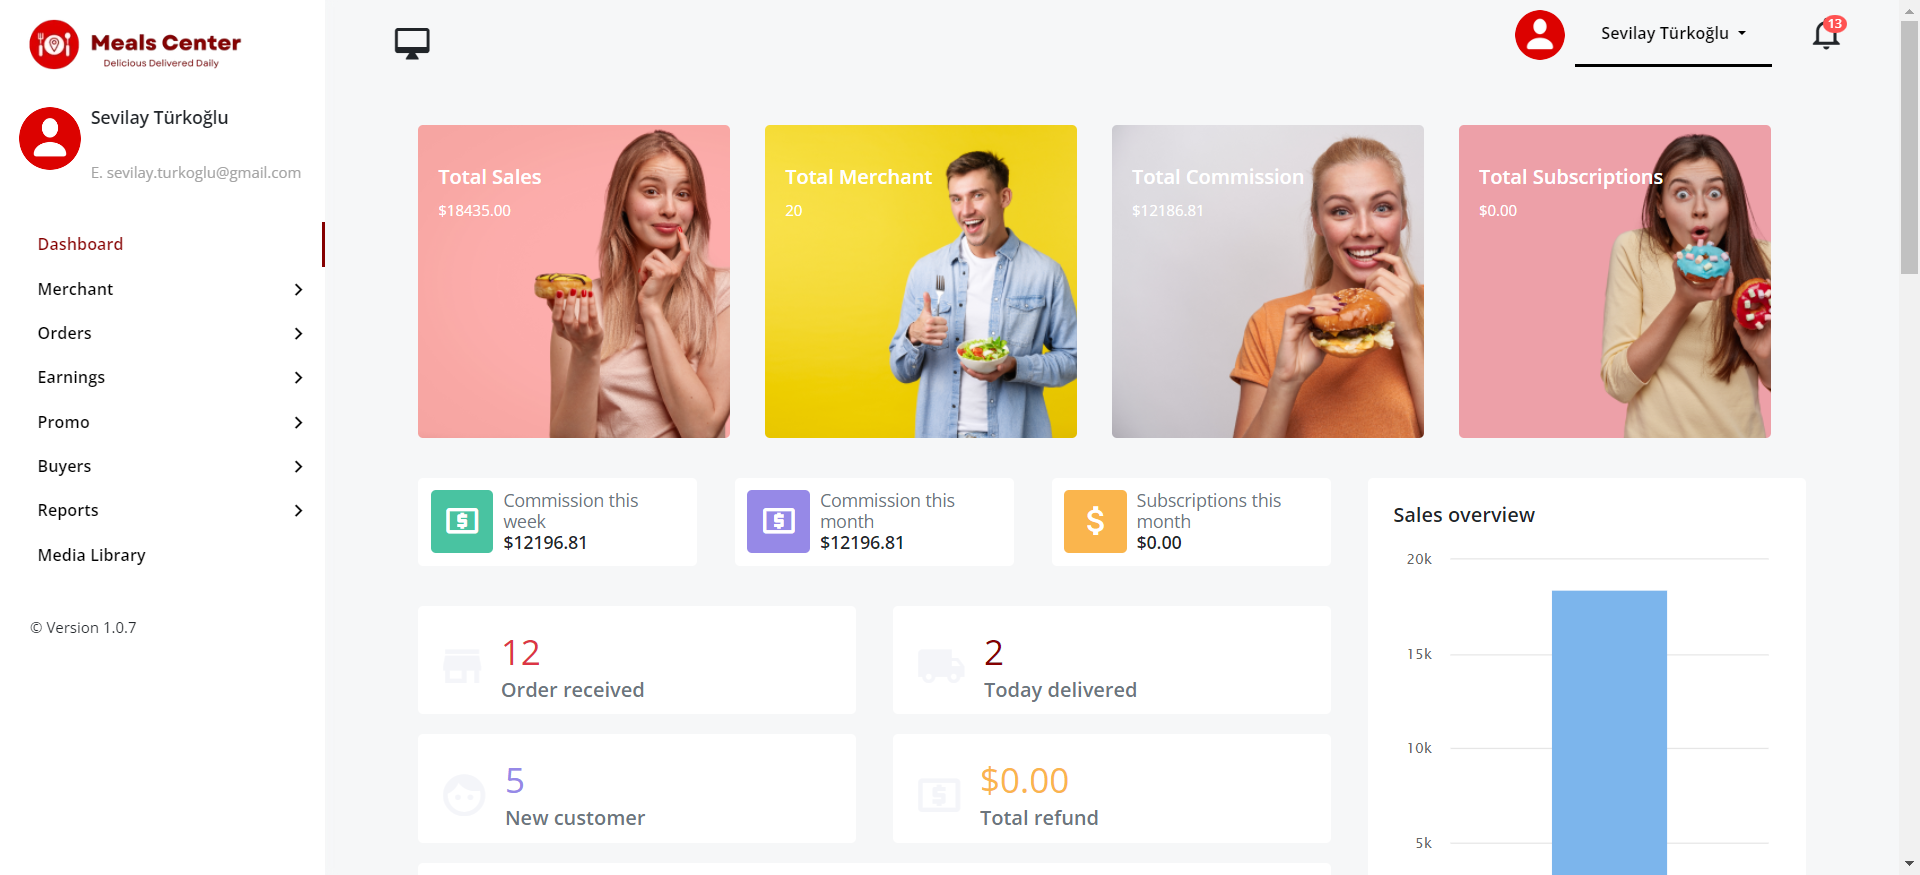 Meals Center
Delicious Delivered Daily
Sevilay Türkoğlu
E. sevilay.turkoglu@gmail.com
Dashboard
Merchant
Orders
Earnings
Promo
Buyers
Reports
Media Library
© Version 1.0.7
Sevilay Türkoğlu
13
Total Sales
$18435.00
Total Merchant
20
Total Commission
$12186.81
Total Subscriptions
$0.00
Commission this
week
$12196.81
Commission this
month
$12196.81
Subscriptions this
month
$0.00
12
Order received
2
Today delivered
5
New customer
$0.00
Total refund
Sales overview
20k
15k
10k
5k